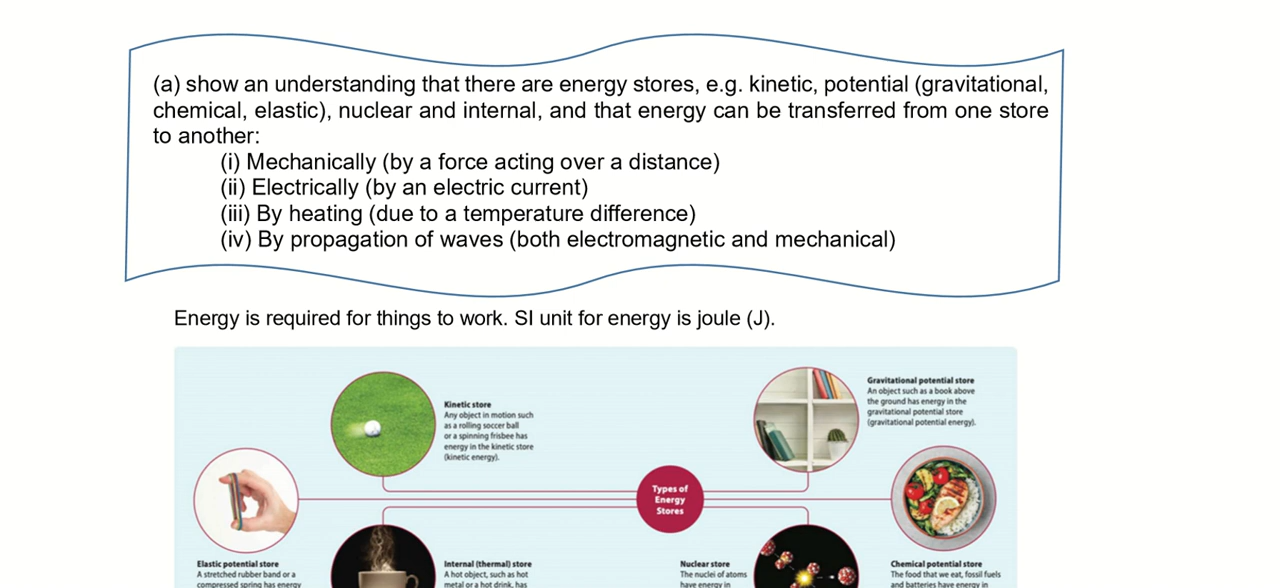 (a) show an understanding that there are energy stores, e.g. kinetic, potential (gravitational,
chemical, elastic), nuclear and internal, and that energy can be transferred from one store
to another:
(i) Mechanically (by a force acting over a distance)
(ii) Electrically (by an electric current)
(iii) By heating (due to a temperature difference)
(iv) By propagation of waves (both electromagnetic and mechanical)
Energy is required for things to work. SI unit for energy is joule (J).
Kinetic store
Any object in motion such
as a rolling soccer ball
or a spinning frisbee has
energy in the kinetic store
(kinetic energy).
Gravitational potential store
An object such as a book above
the ground has energy in the
gravitational potential store
(gravitational potential energy).
Types of
Energy
Stores
Elastic potential store
A stretched rubber band or a
compressed spring has energy
Internal (thermal) store
A hot object, such as hot
metal or a hot drink, has
Nuclear store
The nuclei of atoms
have energy in
Chemical potential store
The food that we eat, fossil fuels
and batteries have energy in